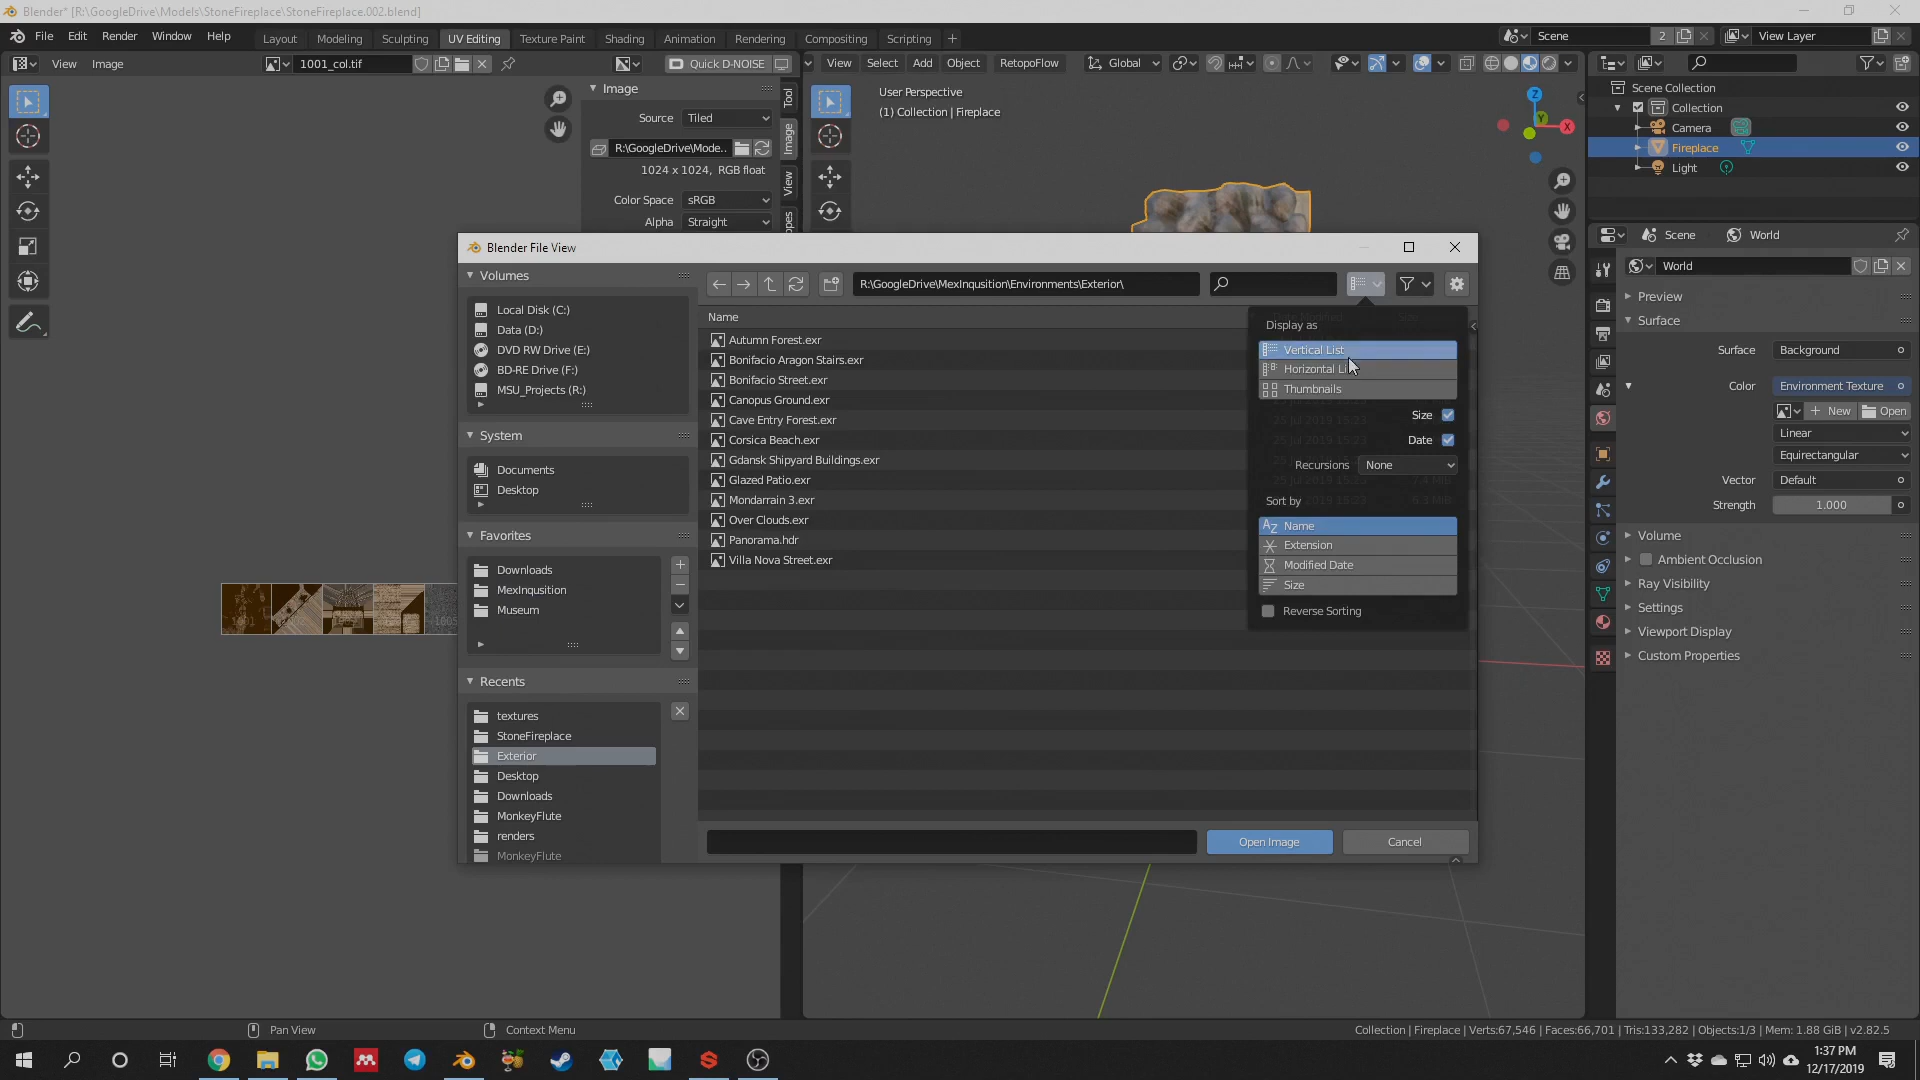 Blender* [R:\GoogleDrive\Models\StoneFireplace\StoneFireplace.002.blend]
File Edit Render Window Help Layout Modeling Sculpting UV Editing Texture Paint Shading Animation Rendering Compositing Scripting + Scene 2 View Layer
View Image 1001_col.tif Quick D-NOISE View Select Add Object RetopoFlow Global
Image
Source Tiled
R:\GoogleDrive\Mode..
1024 x 1024, RGB float
Color Space sRGB
Alpha Straight
Tool
Image
View
User Perspective
(1) Collection | Fireplace
Z
Y
X
Scene Collection
Collection
Camera
Fireplace
Light
Scene World
World
Preview
Surface
Surface Background
Color Environment Texture
New Open
Linear
Equirectangular
Vector Default
Strength 1.000
Volume
Ambient Occlusion
Ray Visibility
Settings
Viewport Display
Custom Properties
Blender File View
Volumes
Local Disk (C:)
Data (D:)
DVD RW Drive (E:)
BD-RE Drive (F:)
MSU_Projects (R:)
System
Documents
Desktop
Favorites
Downloads
MexInqusition
Museum
Recents
textures
StoneFireplace
Exterior
Desktop
Downloads
MonkeyFlute
renders
MonkeyFlute
R:\GoogleDrive\MexInqusition\Environments\Exterior\
Name
Autumn Forest.exr
Bonifacio Aragon Stairs.exr
Bonifacio Street.exr
Canopus Ground.exr
Cave Entry Forest.exr
Corsica Beach.exr
Gdansk Shipyard Buildings.exr
Glazed Patio.exr
Mondarrain 3.exr
Over Clouds.exr
Panorama.hdr
Villa Nova Street.exr
Display as
Vertical List
Horizontal Li
Thumbnails
Size
Date
Recursions None
Sort by
Name
Extension
Modified Date
Size
Reverse Sorting
Open Image Cancel
1001
Pan View Context Menu Collection | Fireplace | Verts:67,546 | Faces:66,701 | Tris:133,282 | Objects:1/3 | Mem: 1.88 GiB | v2.82.5
1:37 PM
12/17/2019